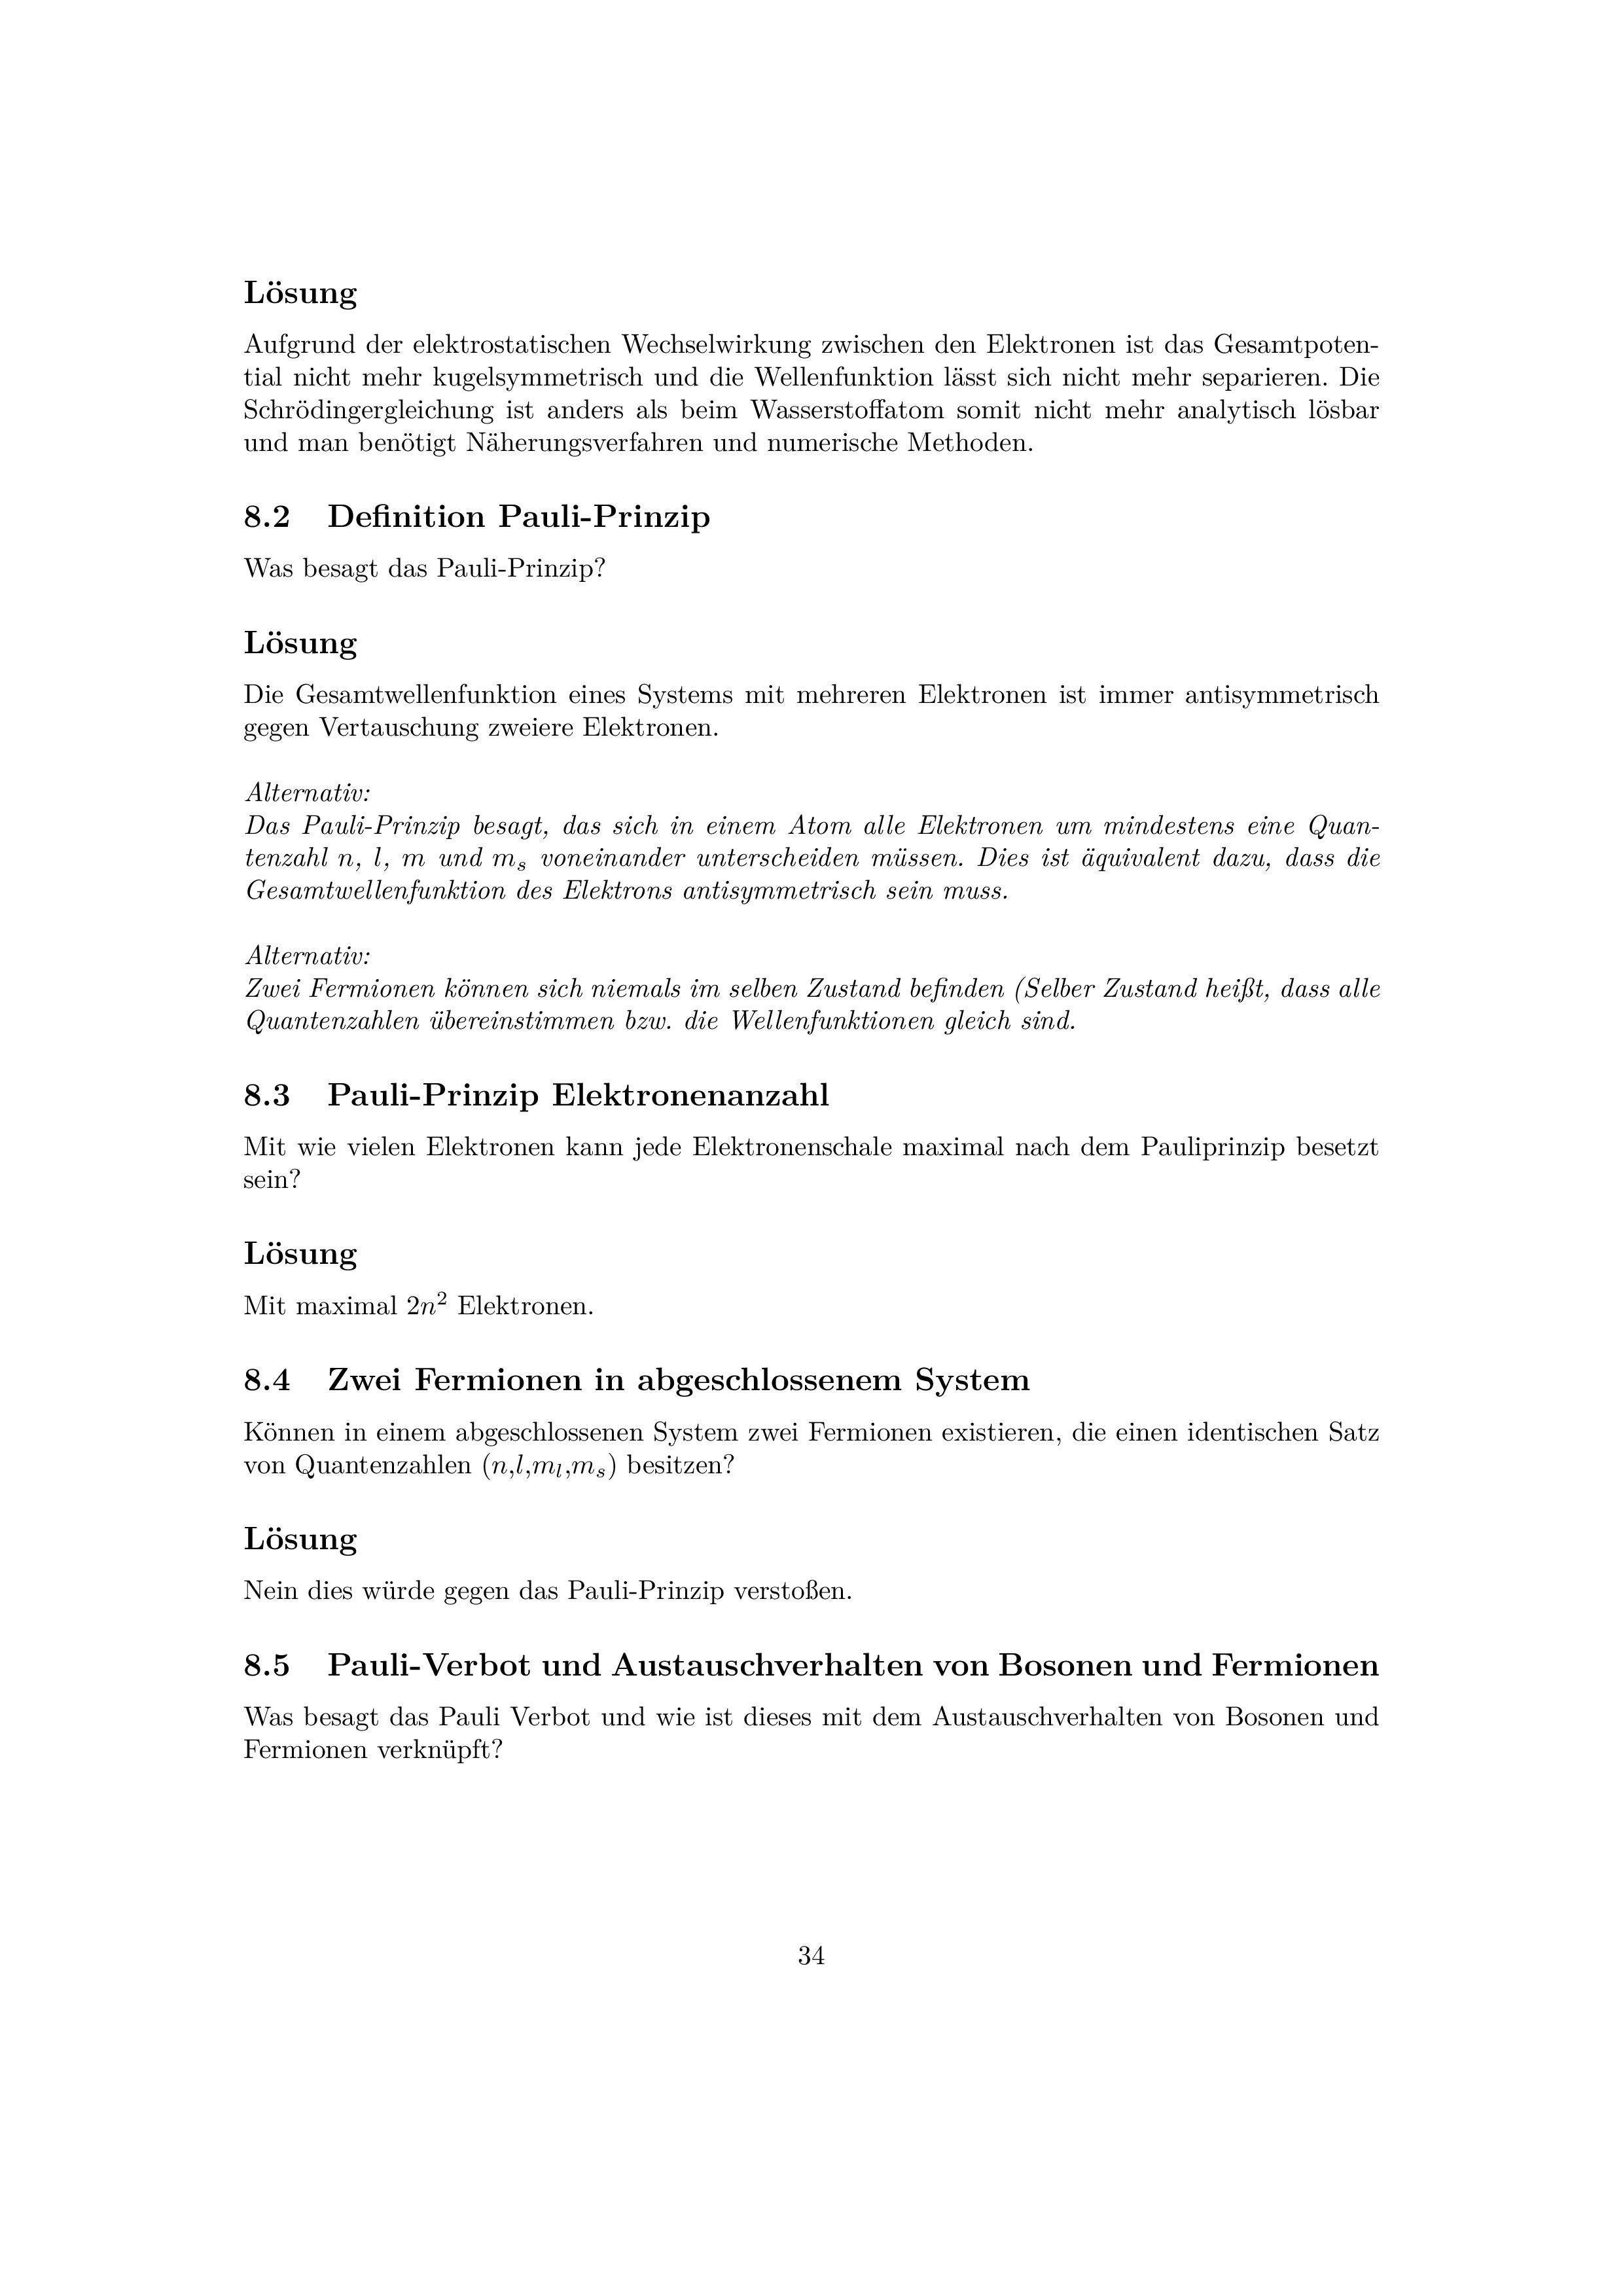 Lösung
Aufgrund der elektrostatischen Wechselwirkung zwischen den Elektronen ist das Gesamtpoten-
tial nicht mehr kugelsymmetrisch und die Wellenfunktion lässt sich nicht mehr separieren. Die
Schrödingergleichung ist anders als beim Wasserstoffatom somit nicht mehr analytisch lösbar
und man benötigt Näherungsverfahren und numerische Methoden.
8.2 Definition Pauli-Prinzip
Was besagt das Pauli-Prinzip?
Lösung
Die Gesamtwellenfunktion eines Systems mit mehreren Elektronen ist immer antisymmetrisch
gegen Vertauschung zweiere Elektronen.
Alternativ:
Das Pauli-Prinzip besagt, das sich in einem Atom alle Elektronen um mindestens eine Quan-
tenzahl n, l, m und m_s voneinander unterscheiden müssen. Dies ist äquivalent dazu, dass die
Gesamtwellenfunktion des Elektrons antisymmetrisch sein muss.
Alternativ:
Zwei Fermionen können sich niemals im selben Zustand befinden (Selber Zustand heißt, dass alle
Quantenzahlen übereinstimmen bzw. die Wellenfunktionen gleich sind.
8.3 Pauli-Prinzip Elektronenanzahl
Mit wie vielen Elektronen kann jede Elektronenschale maximal nach dem Pauliprinzip besetzt
sein?
Lösung
Mit maximal 2n² Elektronen.
8.4 Zwei Fermionen in abgeschlossenem System
Können in einem abgeschlossenen System zwei Fermionen existieren, die einen identischen Satz
von Quantenzahlen (n,l,m_l,m_s) besitzen?
Lösung
Nein dies würde gegen das Pauli-Prinzip verstoßen.
8.5 Pauli-Verbot und Austauschverhalten von Bosonen und Fermionen
Was besagt das Pauli Verbot und wie ist dieses mit dem Austauschverhalten von Bosonen und
Fermionen verknüpft?
34